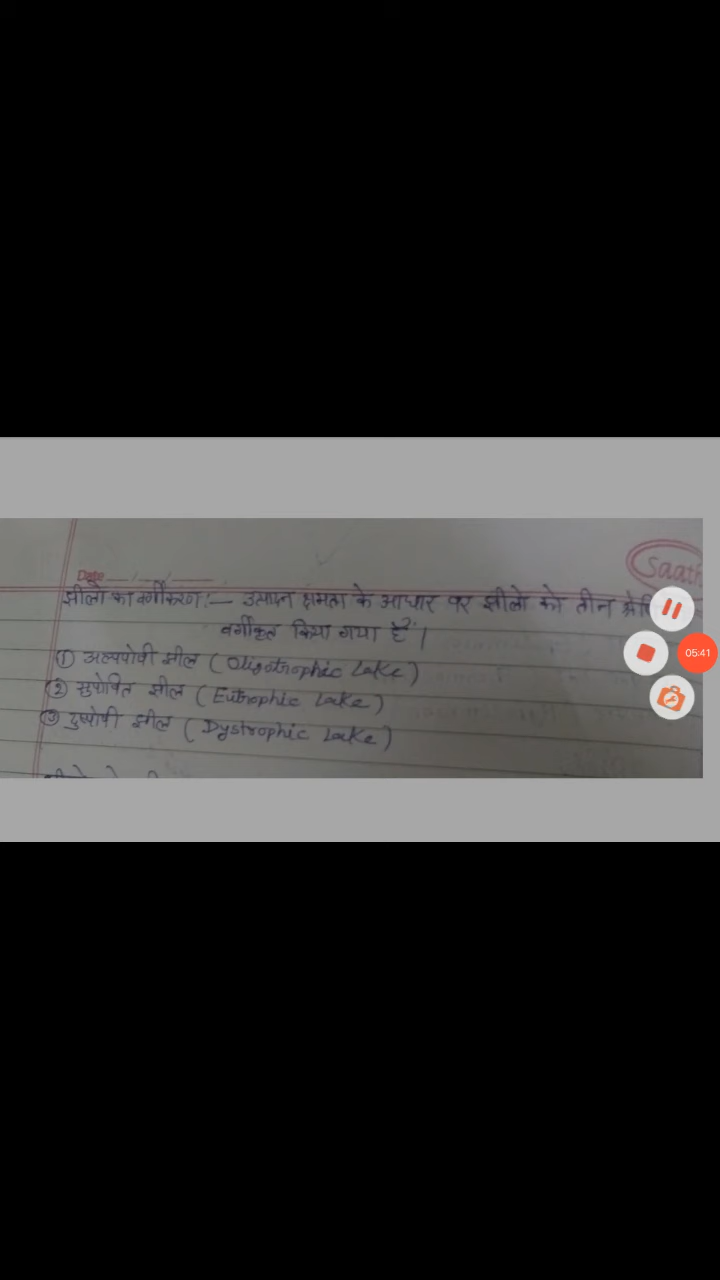 Saath
Date
झीलो का वर्गीकरण :— उत्पादन क्षमता के आधार पर झीलो को तीन
वर्गीकृत किया गया है।
① अल्पपोषी झील ( Oligotrophic Lake )
② सुपोषित झील ( Eutrophic Lake )
③ दुष्पोषी झील ( Dystrophic Lake )
05:41